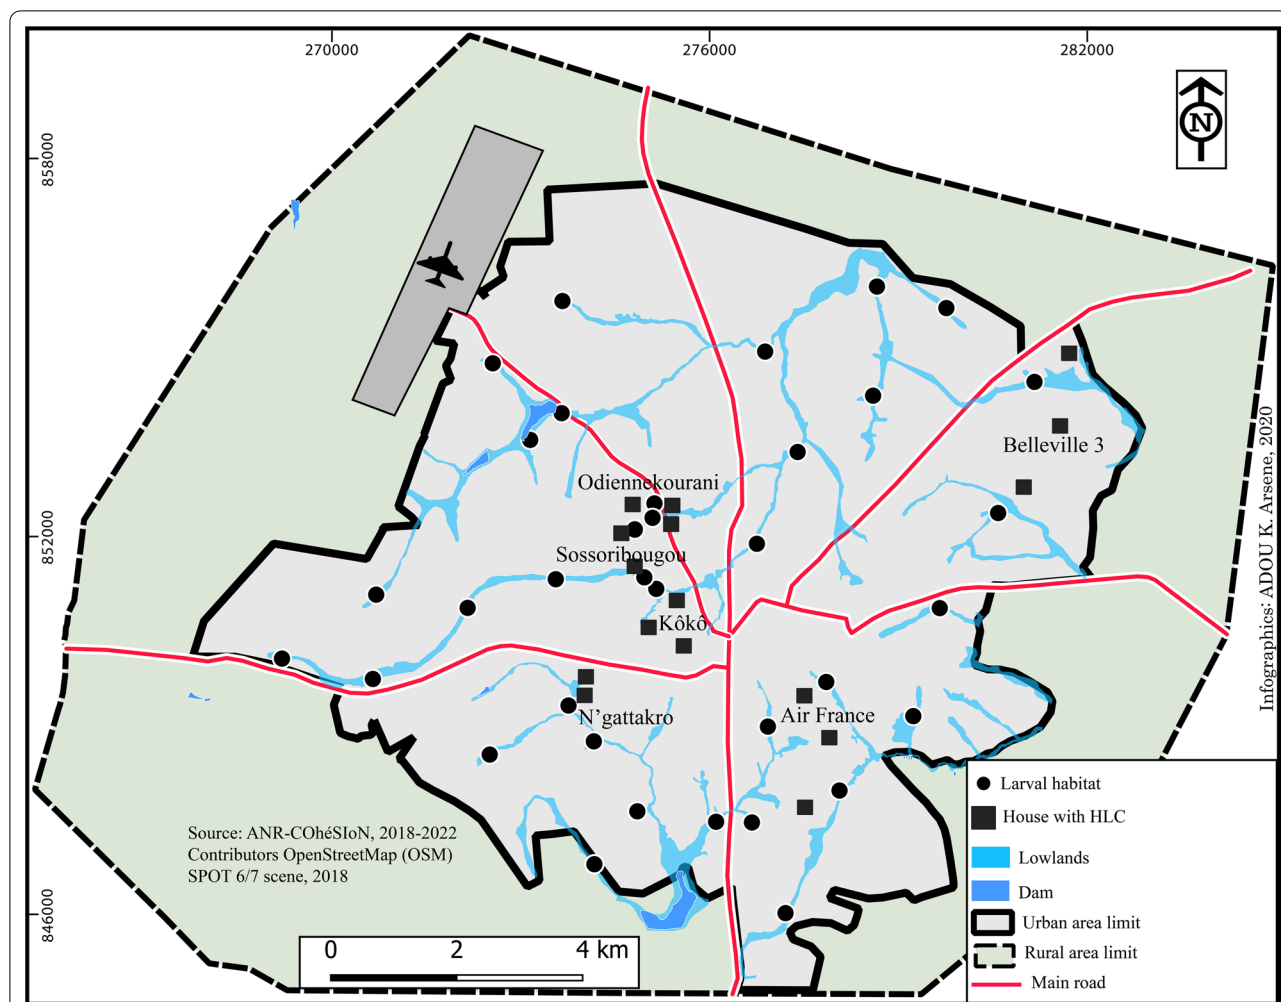 270000
276000
282000
N
858000
852000
846000
Belleville 3
Odiennekourani
Sossoribougou
Kôkô
N'gattakro
Air France
Infographics: ADOU K. Arsene, 2020
Source: ANR-COhéSIoN, 2018-2022
Contributors OpenStreetMap (OSM)
SPOT 6/7 scene, 2018
0 2 4 km
Larval habitat
House with HLC
Lowlands
Dam
Urban area limit
Rural area limit
Main road